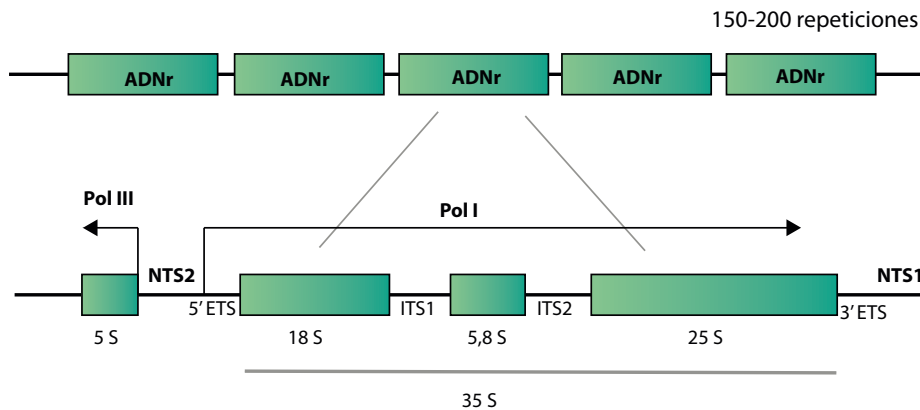 150-200 repeticiones
ADNr ADNr ADNr ADNr ADNr
Pol III
Pol I
NTS2
NTS1
5' ETS
ITS1
ITS2
3' ETS
5 S
18 S
5,8 S
25 S
35 S